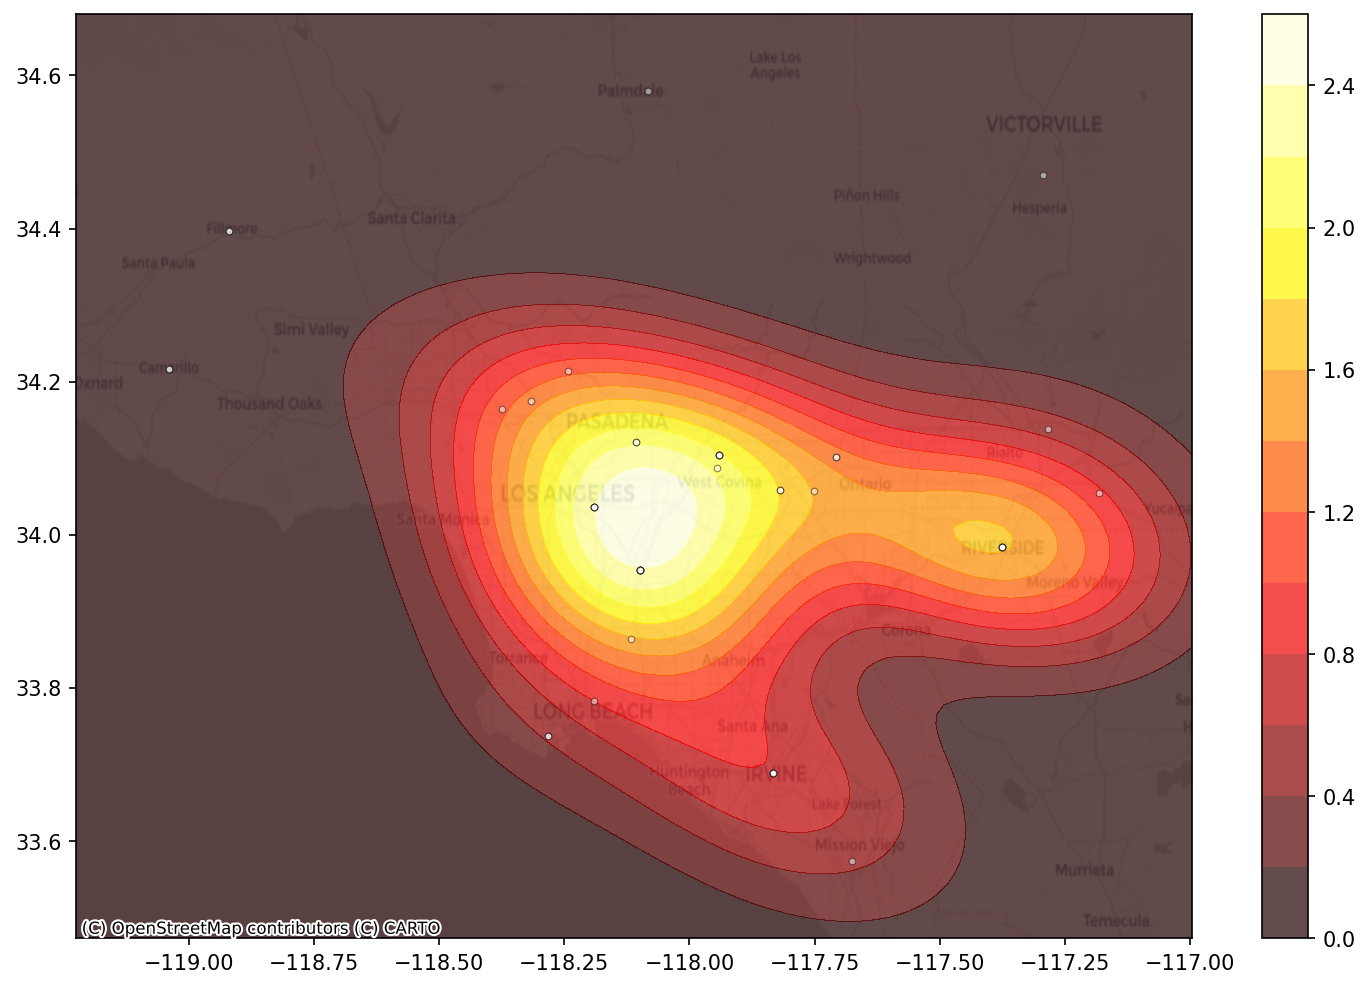 Lake Los
Angeles
34.6
Palmdale
2.4
VICTORVILLE
Piñon Hills
Hesperia
Santa Clarita
34.4
Fillmore
2.0
Santa Paula
Wrightwood
Simi Valley
Camarillo
1.6
34.2
Oxnard
Thousand Oaks
PASADENA
Rialto
West Covina
Ontario
LOS ANGELES
1.2
Santa Monica
Yucaipa
34.0
RIVERSIDE
Moreno Valley
Corona
0.8
Torrance
Anaheim
33.8
LONG BEACH
Santa Ana
Huntington
Beach
IRVINE
0.4
Lake Forest
33.6
Mission Viejo
Murrieta
Temecula
(C) OpenStreetMap contributors (C) CARTO
0.0
−119.00 −118.75 −118.50 −118.25 −118.00 −117.75 −117.50 −117.25 −117.00